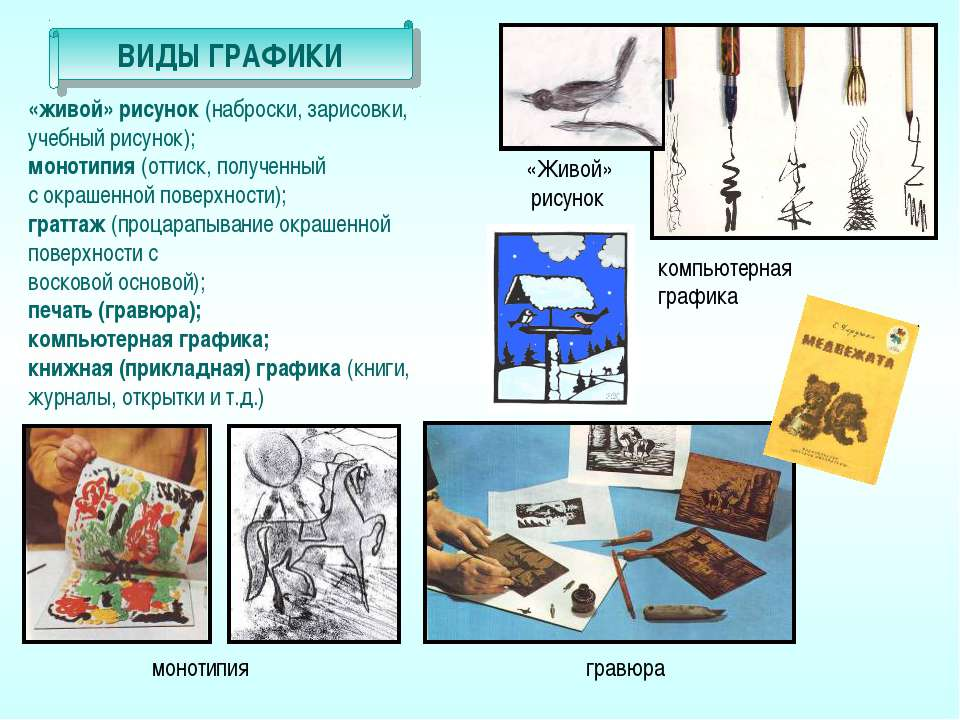 ВИДЫ ГРАФИКИ
«живой» рисунок (наброски, зарисовки,
учебный рисунок);
монотипия (оттиск, полученный
с окрашенной поверхности);
граттаж (процарапывание окрашенной
поверхности с
восковой основой);
печать (гравюра);
компьютерная графика;
книжная (прикладная) графика (книги,
журналы, открытки и т.д.)
«Живой»
рисунок
компьютерная
графика
Е. Чарушин
МЕДВЕЖАТА
монотипия
гравюра